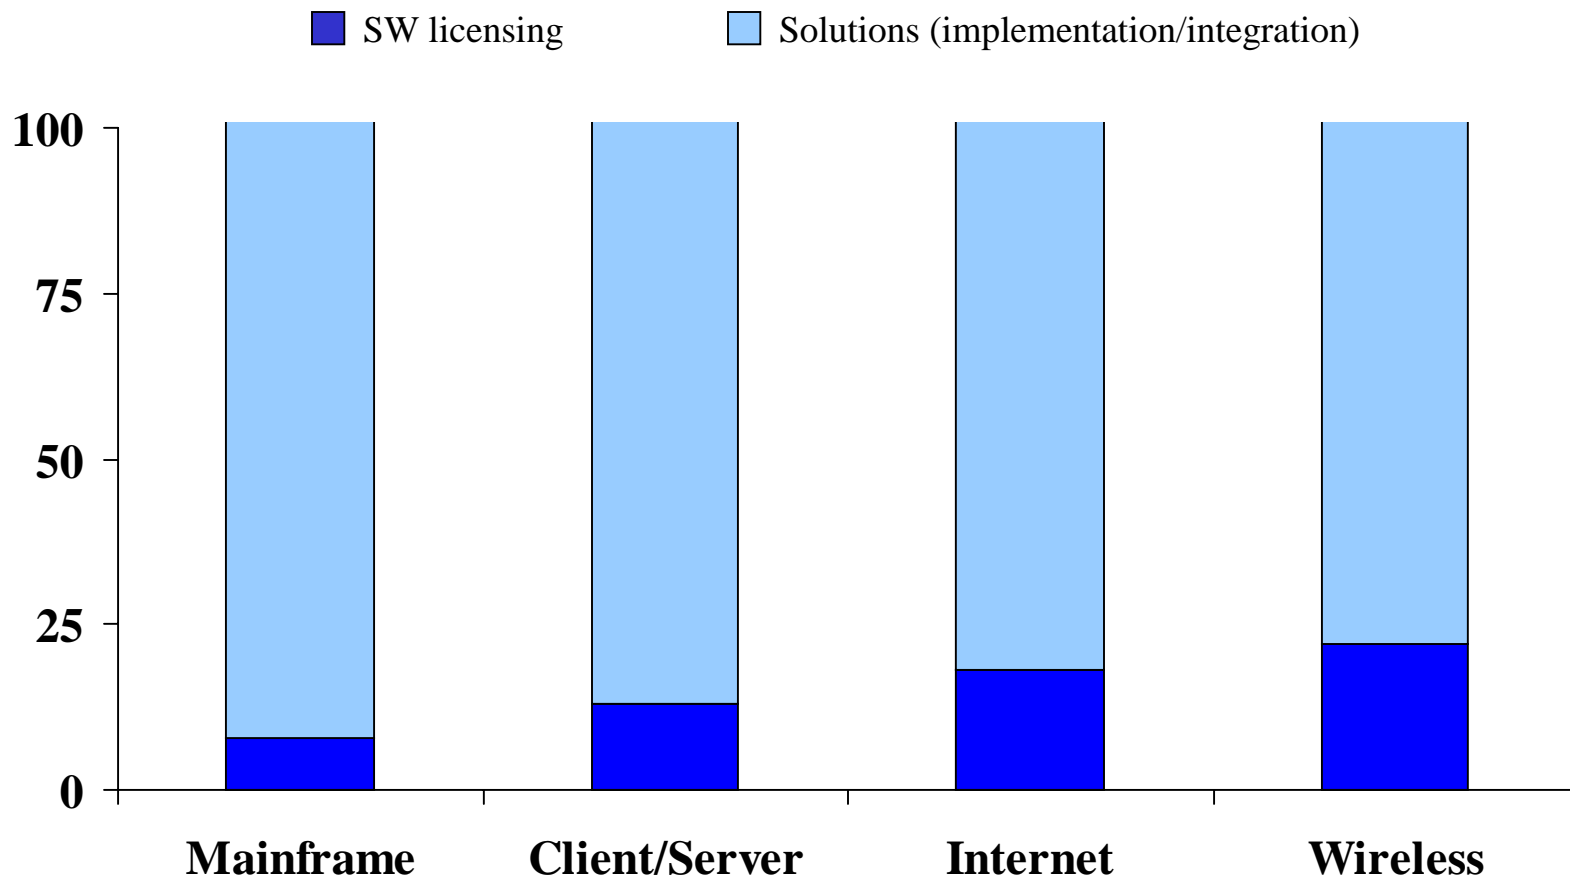 SW licensing
Solutions (implementation/integration)
100
75
50
25
0
Mainframe Client/Server Internet Wireless